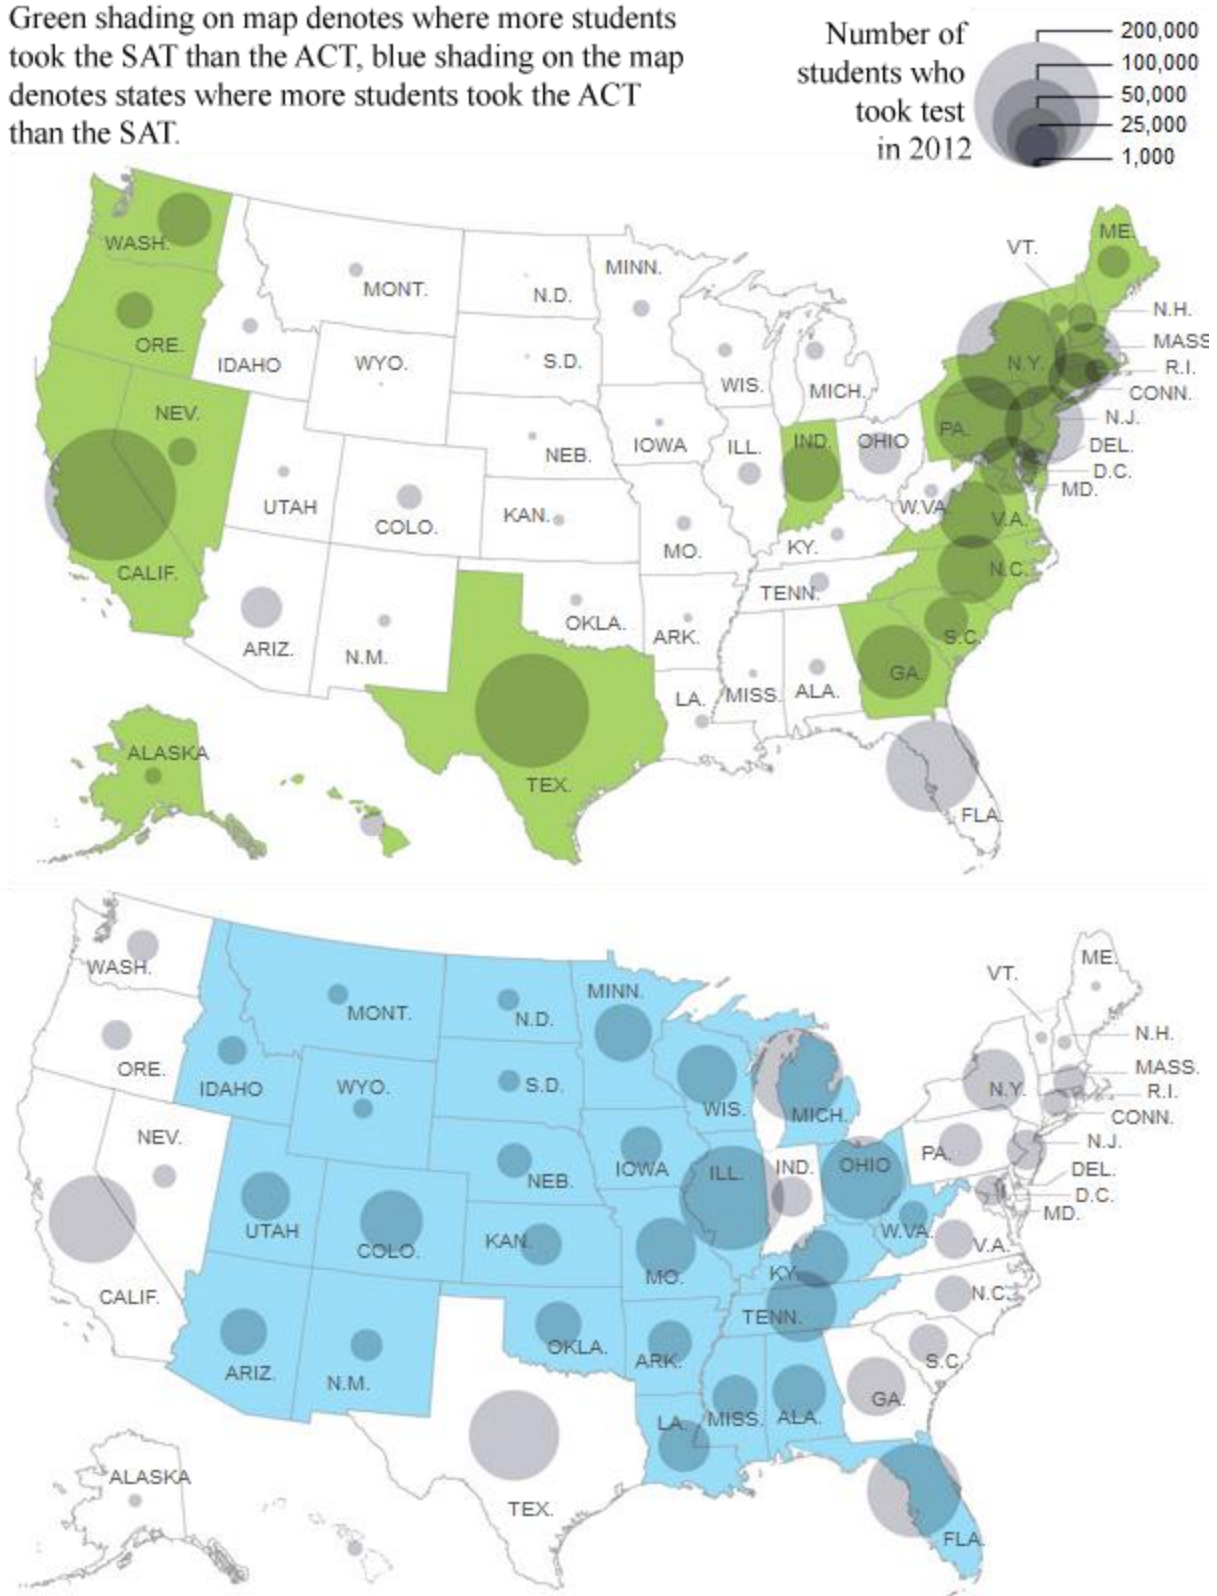 Green shading on map denotes where more students
took the SAT than the ACT, blue shading on the map
denotes states where more students took the ACT
than the SAT.
Number of
students who
took test
in 2012
200,000
100,000
50,000
25,000
1,000
WASH.
MONT.
N.D.
MINN.
VT.
ME.
ORE.
IDAHO
WYO.
S.D.
WIS.
MICH.
N.Y.
N.H.
MASS
R.I.
CONN.
NEV.
NEB.
IOWA
ILL.
IND.
OHIO
PA.
N.J.
DEL.
D.C.
MD.
UTAH
COLO.
KAN.
MO.
KY.
W.VA.
V.A.
CALIF.
ARIZ.
N.M.
OKLA.
ARK.
TENN.
N.C.
S.C.
TEX.
LA.
MISS.
ALA.
GA.
FLA.
ALASKA
WASH.
MONT.
N.D.
MINN.
VT.
ME.
ORE.
IDAHO
WYO.
S.D.
WIS.
MICH.
N.Y.
N.H.
MASS.
R.I.
CONN.
NEV.
NEB.
IOWA
ILL.
IND.
OHIO
PA.
N.J.
DEL.
D.C.
MD.
UTAH
COLO.
KAN.
MO.
KY.
W.VA.
V.A.
CALIF.
ARIZ.
N.M.
OKLA.
ARK.
TENN.
N.C.
S.C.
TEX.
LA.
MISS.
ALA.
GA.
FLA.
ALASKA